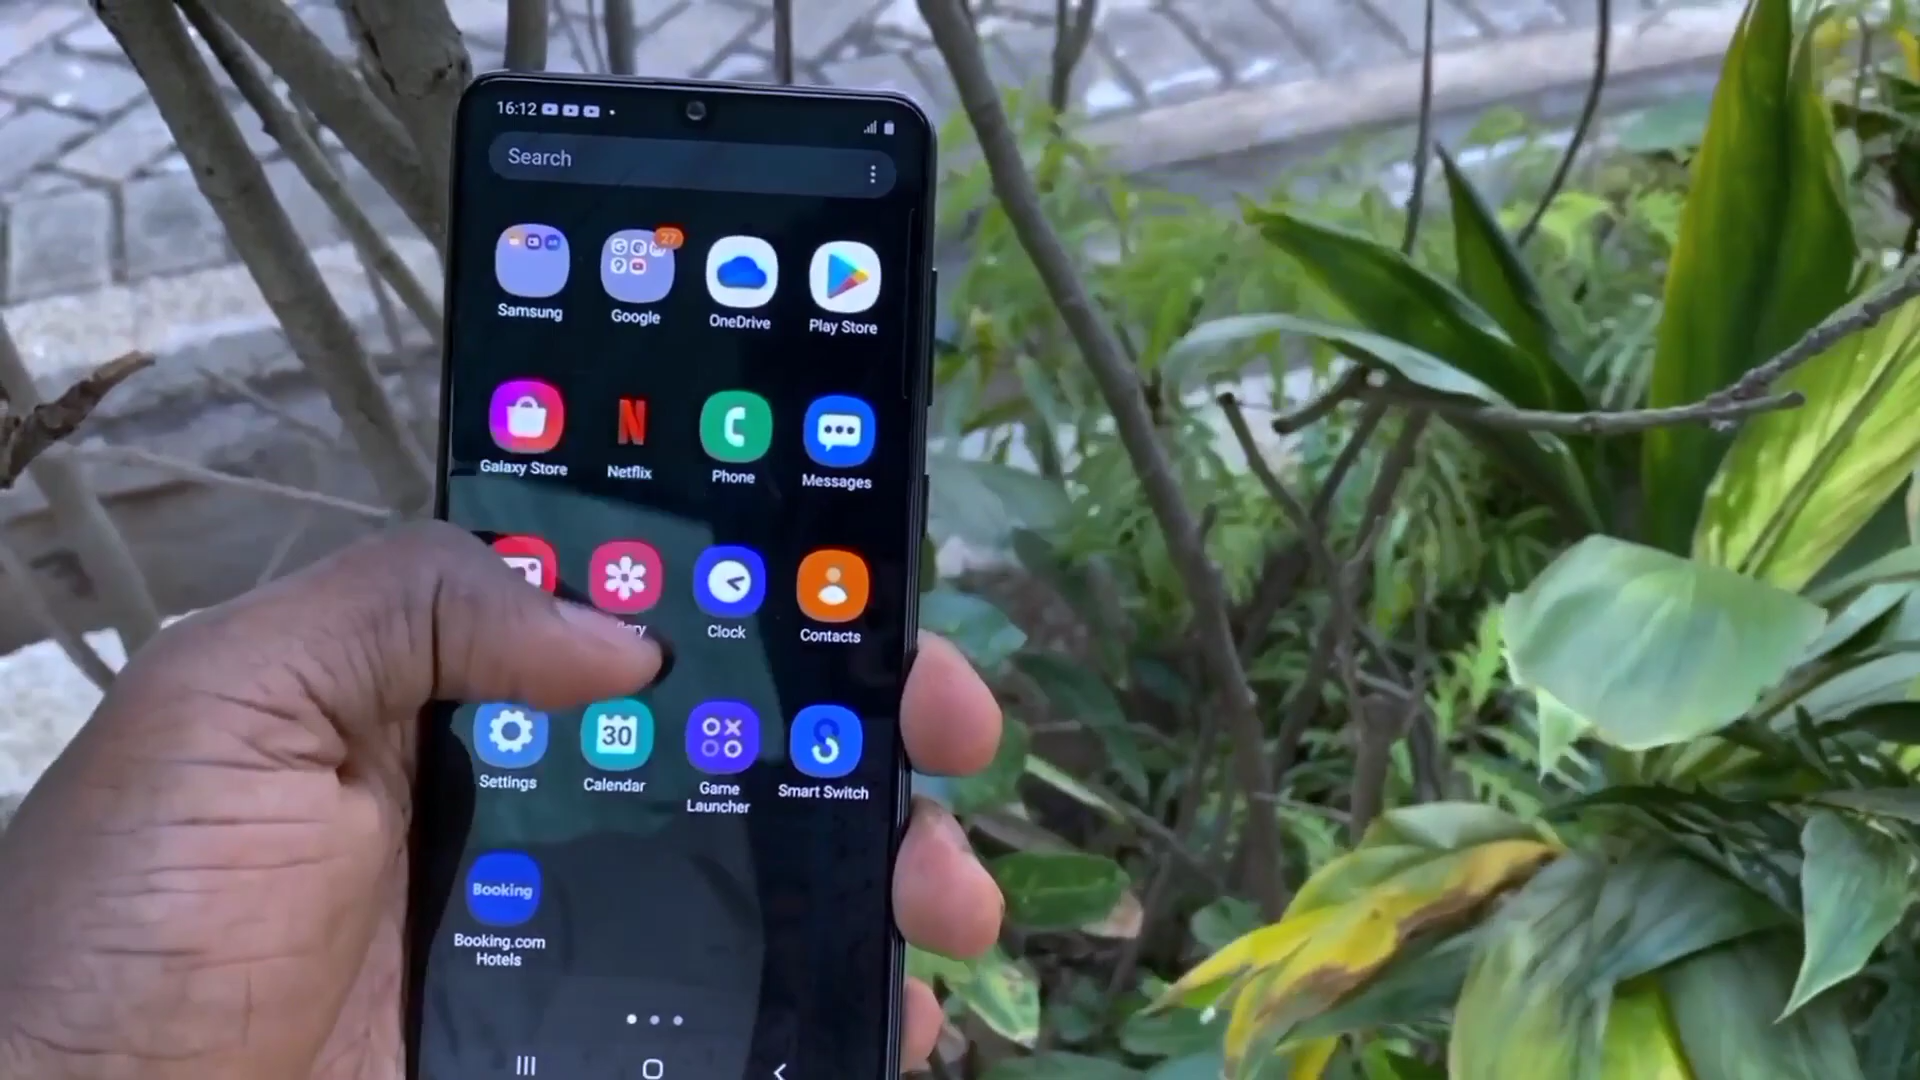 16:12
Search
27
Samsung
Google
OneDrive
Play Store
N
Galaxy Store
Netflix
Phone
Messages
Clock
Contacts
30
Settings
Calendar
Game
Launcher
Smart Switch
Booking
Booking.com
Hotels